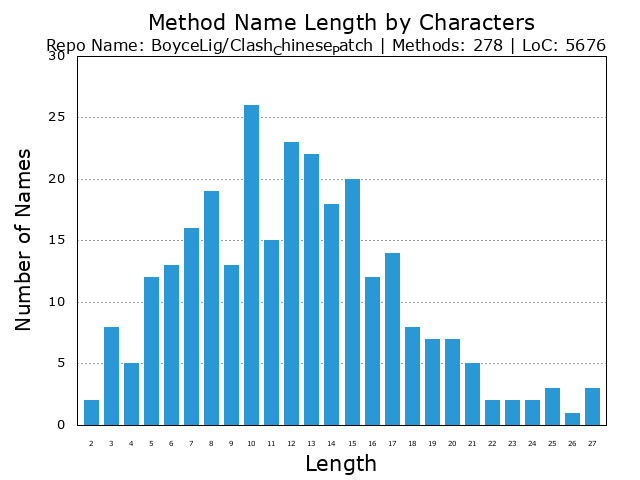 Method Name Length by Characters
Repo Name: BoyceLig/Clash_Chinese_Patch | Methods: 278 | LoC: 5676
30
25
20
15
10
5
0
Number of Names
2 3 4 5 6 7 8 9 10 11 12 13 14 15 16 17 18 19 20 21 22 23 24 25 26 27
Length